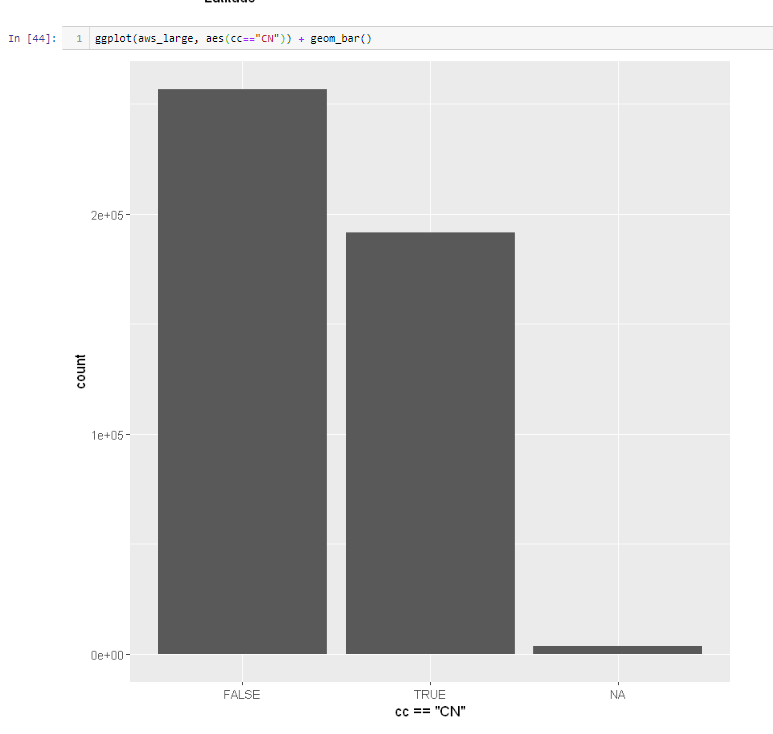 Latitude
In [44]: 1 ggplot(aws_large, aes(cc=="CN")) + geom_bar()
2e+05
count
1e+05
0e+00
FALSE TRUE NA
cc == "CN"